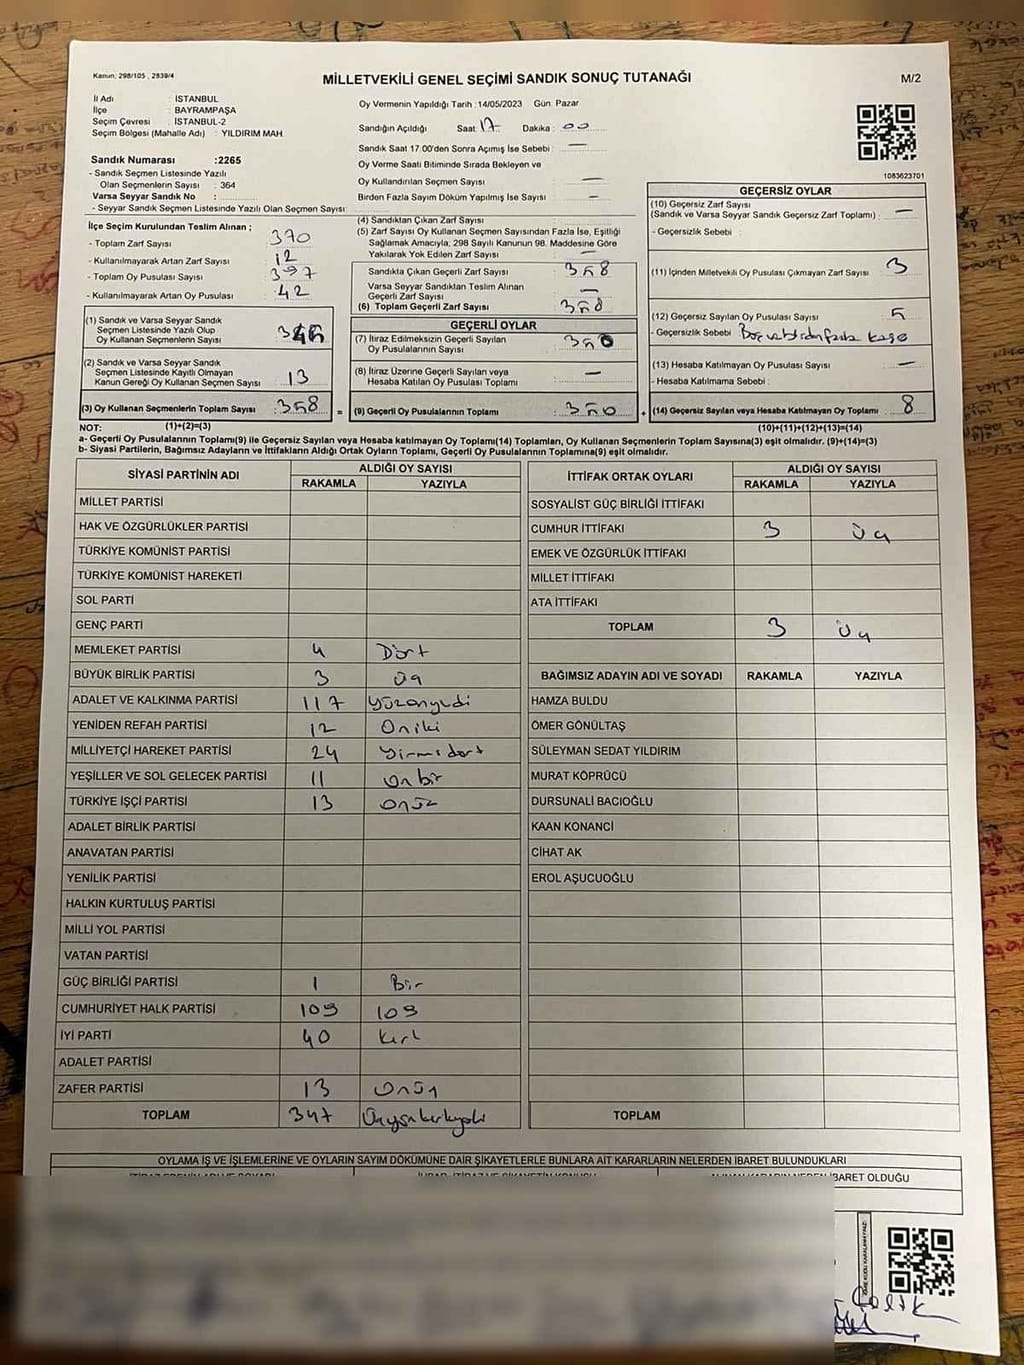 Kanun, 298/105 , 2839/4
MİLLETVEKİLİ GENEL SEÇİMİ SANDIK SONUÇ TUTANAĞI
M/2
İl Adı : İSTANBUL
İlçe : BAYRAMPAŞA
Seçim Çevresi : İSTANBUL-2
Seçim Bölgesi (Mahalle Adı) : YILDIRIM MAH
Sandık Numarası :2265
- Sandık Seçmen Listesinde Yazılı
Olan Seçmenlerin Sayısı : 364
Varsa Seyyar Sandık No :
- Seyyar Sandık Seçmen Listesinde Yazılı Olan Seçmen Sayısı:
Oy Vermenin Yapıldığı Tarih :14/05/2023 Gün: Pazar
Sandığın Açıldığı Saat: 17 Dakika : 00
Sandık Saat 17.00'den Sonra Açımış İse Sebebi : —
Oy Verme Saati Bitiminde Sırada Bekleyen ve
Oy Kullandırılan Seçmen Sayısı —
Birden Fazla Sayım Döküm Yapılmış İse Sayısı —
1083623701
İlçe Seçim Kurulundan Teslim Alınan ;
- Toplam Zarf Sayısı : 370
- Kullanılmayarak Artan Zarf Sayısı : 12
- Toplam Oy Pusulası Sayısı : 397
- Kullanılmayarak Artan Oy Pusulası : 42
(1) Sandık ve Varsa Seyyar Sandık
Seçmen Listesinde Yazılı Olup
Oy Kullanan Seçmenlerin Sayısı :
(2) Sandık ve Varsa Seyyar Sandık
Seçmen Listesinde Kayıtlı Olmayan
Kanun Gereği Oy Kullanan Seçmen Sayısı : 13
(3) Oy Kullanan Seçmenlerin Toplam Sayısı : 358 =
(4) Sandıktan Çıkan Zarf Sayısı
(5) Zarf Sayısı Oy Kullanan Seçmen Sayısından Fazla İse, Eşitliği
Sağlamak Amacıyla, 298 Sayılı Kanunun 98. Maddesine Göre
Yakılarak Yok Edilen Zarf Sayısı :
Sandıkta Çıkan Geçerli Zarf Sayısı : 358
Varsa Seyyar Sandıktan Teslim Alınan
Geçerli Zarf Sayısı : —
(6) Toplam Geçerli Zarf Sayısı : 358
GEÇERLİ OYLAR
(7) İtiraz Edilmeksizin Geçerli Sayılan
Oy Pusulalarının Sayısı : 350
(8) İtiraz Üzerine Geçerli Sayılan veya
Hesaba Katılan Oy Pusulası Toplamı : —
(9) Geçerli Oy Pusulalarının Toplamı : 350 +
GEÇERSİZ OYLAR
(10) Geçersiz Zarf Sayısı
(Sandık ve Varsa Seyyar Sandık Geçersiz Zarf Toplamı) : —
- Geçersizlik Sebebi :
(11) İçinden Milletvekili Oy Pusulası Çıkmayan Zarf Sayısı : 3
(12) Geçersiz Sayılan Oy Pusulası Sayısı : 5
- Geçersizlik Sebebi : Boş ve birden fazla kaşe
(13) Hesaba Katılmayan Oy Pusulası Sayısı : —
- Hesaba Katılmama Sebebi :
(14) Geçersiz Sayılan veya Hesaba Katılmayan Oy Toplamı : 8
NOT: (1)+(2)=(3) (10)+(11)+(12)+(13)=(14)
a- Geçerli Oy Pusulalarının Toplamı(9) ile Geçersiz Sayılan veya Hesaba katılmayan Oy Toplamı(14) Toplamları, Oy Kullanan Seçmenlerin Toplam Sayısına(3) eşit olmalıdır. (9)+(14)=(3)
b- Siyasi Partilerin, Bağımsız Adayların ve İttifakların Aldığı Ortak Oyların Toplamı, Geçerli Oy Pusulalarının Toplamına(9) eşit olmalıdır.
SİYASİ PARTİNİN ADI ALDIĞI OY SAYISI
RAKAMLA YAZIYLA
MİLLET PARTİSİ
HAK VE ÖZGÜRLÜKLER PARTİSİ
TÜRKİYE KOMÜNİST PARTİSİ
TÜRKİYE KOMÜNİST HAREKETİ
SOL PARTİ
GENÇ PARTİ
MEMLEKET PARTİSİ 4 Dört
BÜYÜK BİRLİK PARTİSİ 3 üç
ADALET VE KALKINMA PARTİSİ 117 yüzonyedi
YENİDEN REFAH PARTİSİ 12 Oniki
MİLLİYETÇİ HAREKET PARTİSİ 24 yirmidört
YEŞİLLER VE SOL GELECEK PARTİSİ 11 onbir
TÜRKİYE İŞÇİ PARTİSİ 13 onüç
ADALET BİRLİK PARTİSİ
ANAVATAN PARTİSİ
YENİLİK PARTİSİ
HALKIN KURTULUŞ PARTİSİ
MİLLİ YOL PARTİSİ
VATAN PARTİSİ
GÜÇ BİRLİĞİ PARTİSİ 1 Bir
CUMHURİYET HALK PARTİSİ 109 109
İYİ PARTİ 40 kırk
ADALET PARTİSİ
ZAFER PARTİSİ 13 onüç
TOPLAM 347 Üçyüzkırkyedi
İTTİFAK ORTAK OYLARI ALDIĞI OY SAYISI
RAKAMLA YAZIYLA
SOSYALİST GÜÇ BİRLİĞİ İTTİFAKI
CUMHUR İTTİFAKI 3 üç
EMEK VE ÖZGÜRLÜK İTTİFAKI
MİLLET İTTİFAKI
ATA İTTİFAKI
TOPLAM 3 üç
BAĞIMSIZ ADAYIN ADI VE SOYADI RAKAMLA YAZIYLA
HAMZA BULDU
ÖMER GÖNÜLTAŞ
SÜLEYMAN SEDAT YILDIRIM
MURAT KÖPRÜCÜ
DURSUNALİ BACIOĞLU
KAAN KONANCİ
CİHAT AK
EROL AŞUCUOĞLU
TOPLAM
OYLAMA İŞ VE İŞLEMLERİNE VE OYLARIN SAYIM DÖKÜMÜNE DAİR ŞİKAYETLERLE BUNLARA AİT KARARLARIN NELERDEN İBARET BULUNDUKLARI
İBARET OLDUĞU